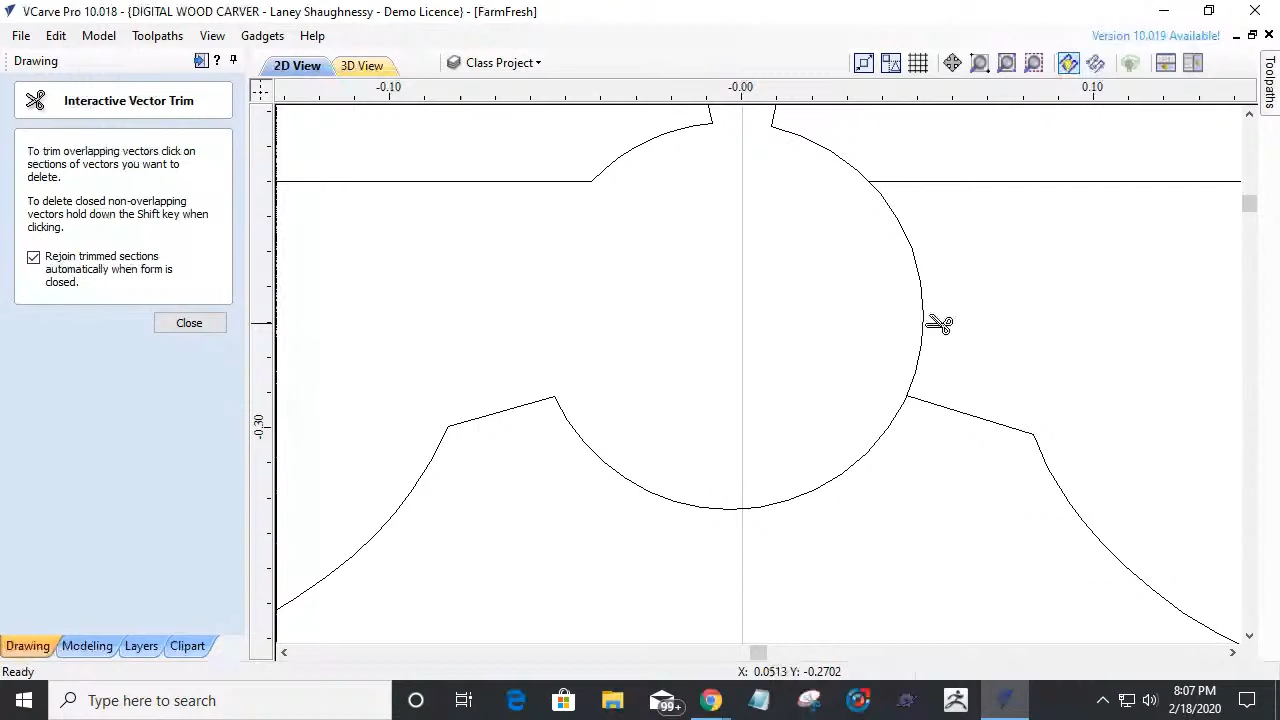 VCarve Pro 10.018 - {DIGITAL WOOD CARVER - Laney Shaughnessy - Demo Licence} - [FarmFresh]
File Edit Model Toolpaths View Gadgets Help
Version 10.019 Available!
Drawing
2D View 3D View
Class Project
Toolpaths
-0.10 -0.00 0.10
Interactive Vector Trim
To trim overlapping vectors click on
sections of vectors you want to
delete.
To delete closed non-overlapping
vectors hold down the Shift key when
clicking.
Rejoin trimmed sections
automatically when form is
closed.
Close
-0.30
Drawing Modeling Layers Clipart
Ready
X: 0.0513 Y: -0.2702
Type here to search
99+
8:07 PM
2/18/2020